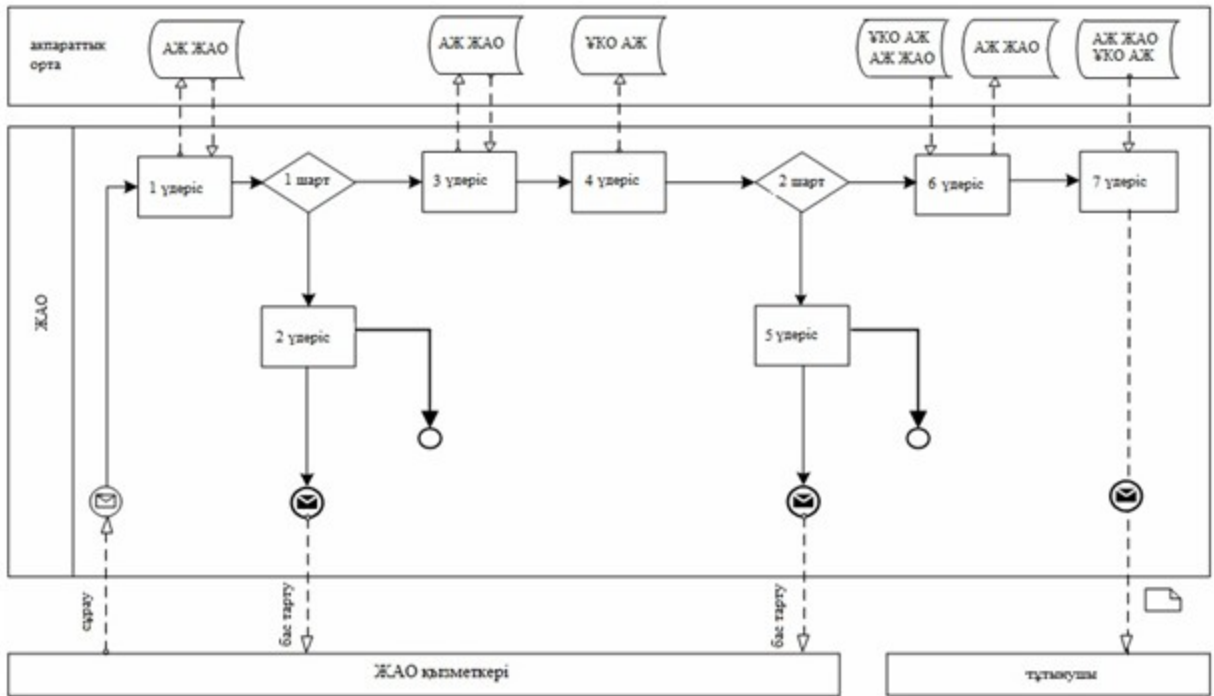 ақпараттық
орта
АЖ ЖАО
АЖ ЖАО
ҰКО АЖ
ҰКО АЖ
АЖ ЖАО
АЖ ЖАО
АЖ ЖАО
ҰКО АЖ
ЖАО
1 үдеріс
1 шарт
3 үдеріс
4 үдеріс
2 шарт
6 үдеріс
7 үдеріс
2 үдеріс
5 үдеріс
сұрау
бас тарту
бас тарту
ЖАО қызметкері
тұтынушы